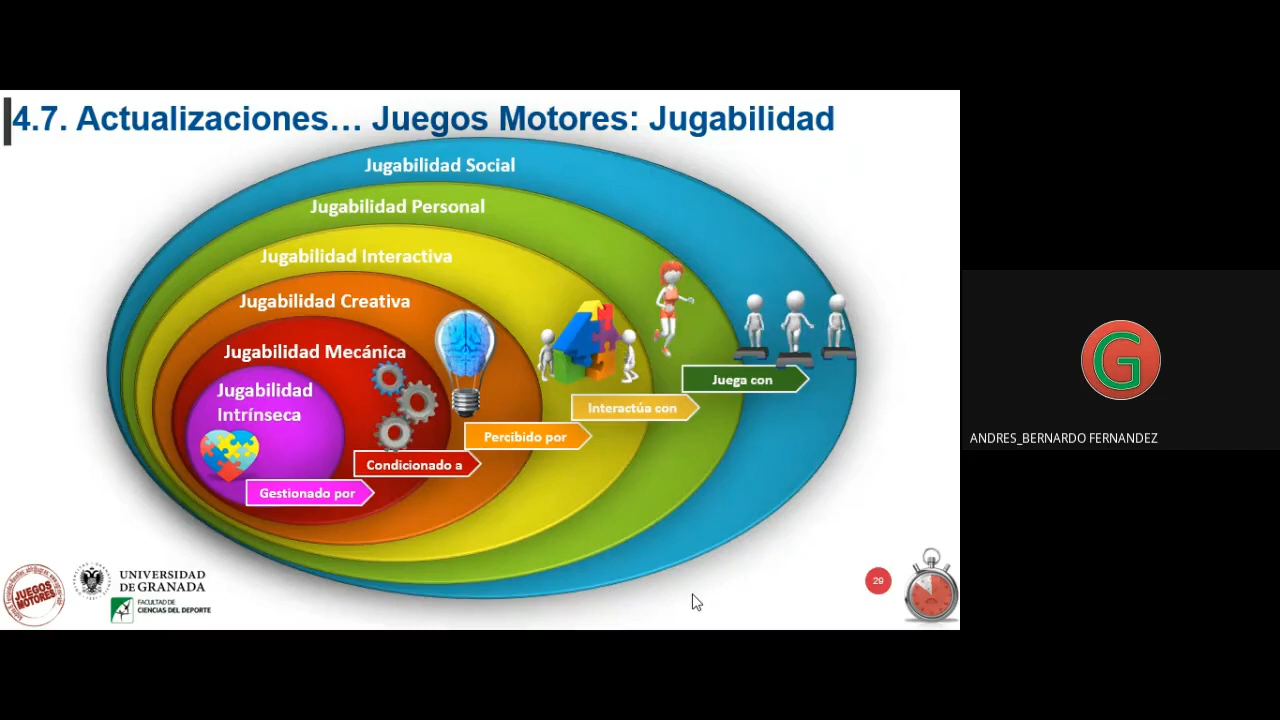 4.7. Actualizaciones... Juegos Motores: Jugabilidad
Jugabilidad Social
Jugabilidad Personal
Jugabilidad Interactiva
Jugabilidad Creativa
Jugabilidad Mecánica
Jugabilidad
Intrínseca
Juega con
Interactúa con
Percibido por
Condicionado a
Gestionado por
G
ANDRES_BERNARDO FERNANDEZ
JUEGOS
MOTORES
UNIVERSIDAD
DE GRANADA
FACULTAD DE
CIENCIAS DEL DEPORTE
29